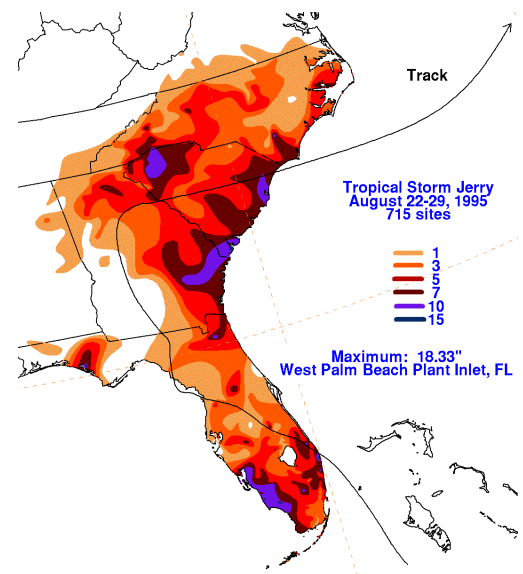 Track
Tropical Storm Jerry
August 22-29, 1995
715 sites
1
3
5
7
10
15
Maximum: 18.33"
West Palm Beach Plant Inlet, FL